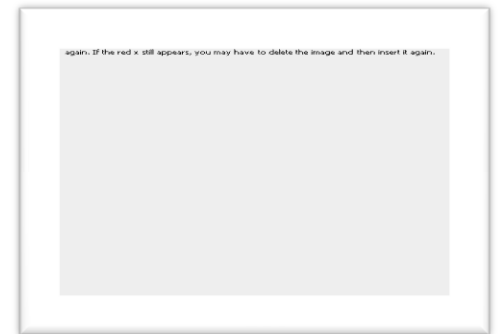 again. If the red x still appears, you may have to delete the image and then insert it again.